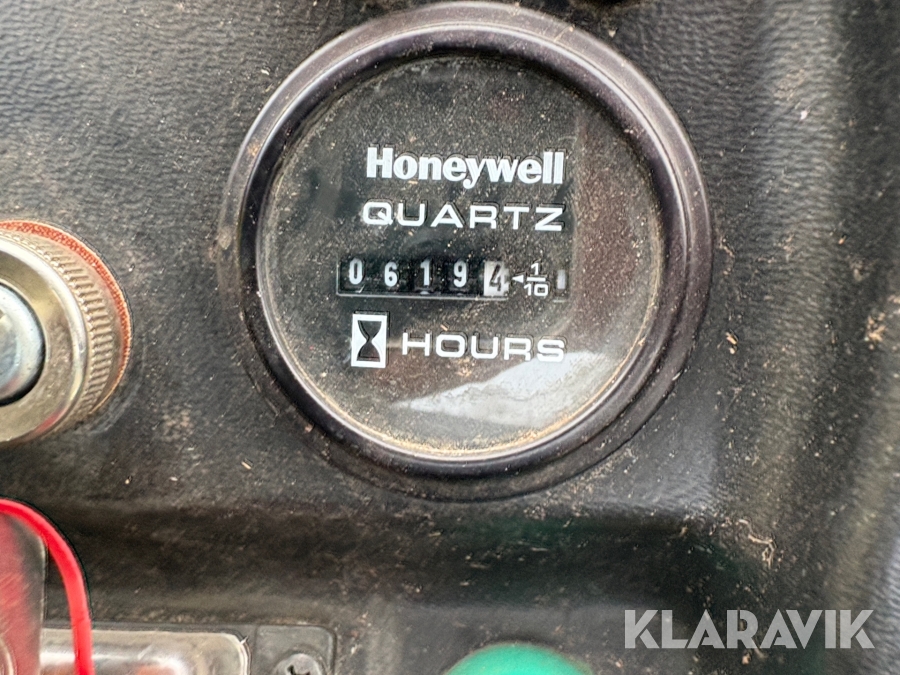 Honeywell
QUARTZ
06194 ◄ 1/10
HOURS
KLARAVIK